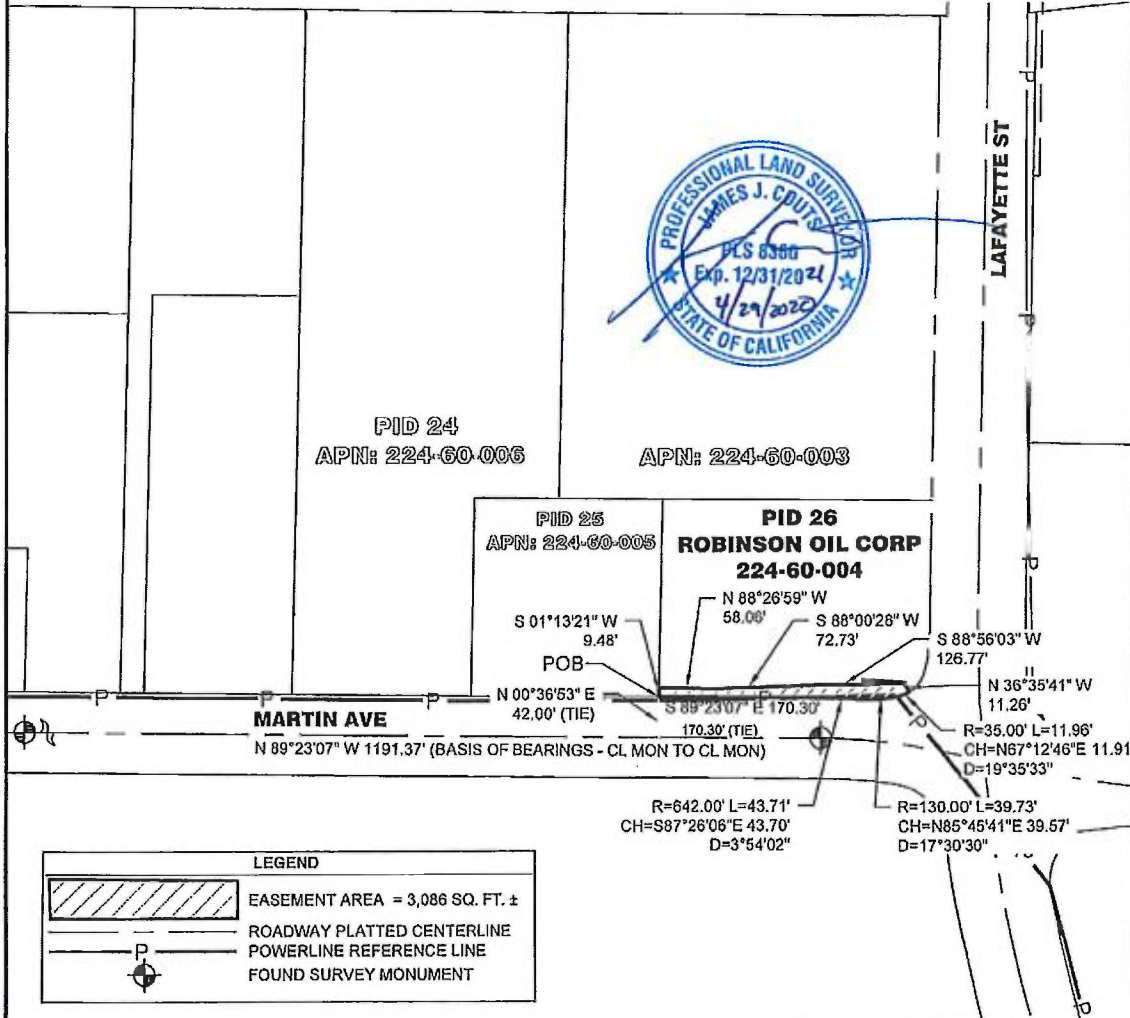 LAFAYETTE ST
PROFESSIONAL LAND SURVEYOR
JAMES J. COUTS
PLS
Exp. 12/31/2021
4/29/2020
STATE OF CALIFORNIA
PID 24
APN: 224-60-006
APN: 224-60-003
PID 25
APN: 224-60-005
PID 26
ROBINSON OIL CORP
224-60-004
N 88°26'59" W
58.06'
S 01°13'21" W
9.48'
S 88°00'28" W
72.73'
S 88°56'03" W
126.77'
POB
N 00°36'53" E
42.00' (TIE)
S 89°23'07" E 170.30'
170.30' (TIE)
N 36°35'41" W
11.26'
MARTIN AVE
N 89°23'07" W 1191.37' (BASIS OF BEARINGS - CL MON TO CL MON)
R=35.00' L=11.96'
CH=N67°12'46"E 11.91
D=19°35'33"
R=642.00' L=43.71'
CH=S87°26'06"E 43.70'
D=3°54'02"
R=130.00' L=39.73'
CH=N85°45'41"E 39.57'
D=17°30'30"
P
P
P
P
P
P
P
P
P
LEGEND
EASEMENT AREA = 3,086 SQ. FT. ±
ROADWAY PLATTED CENTERLINE
P
POWERLINE REFERENCE LINE
FOUND SURVEY MONUMENT